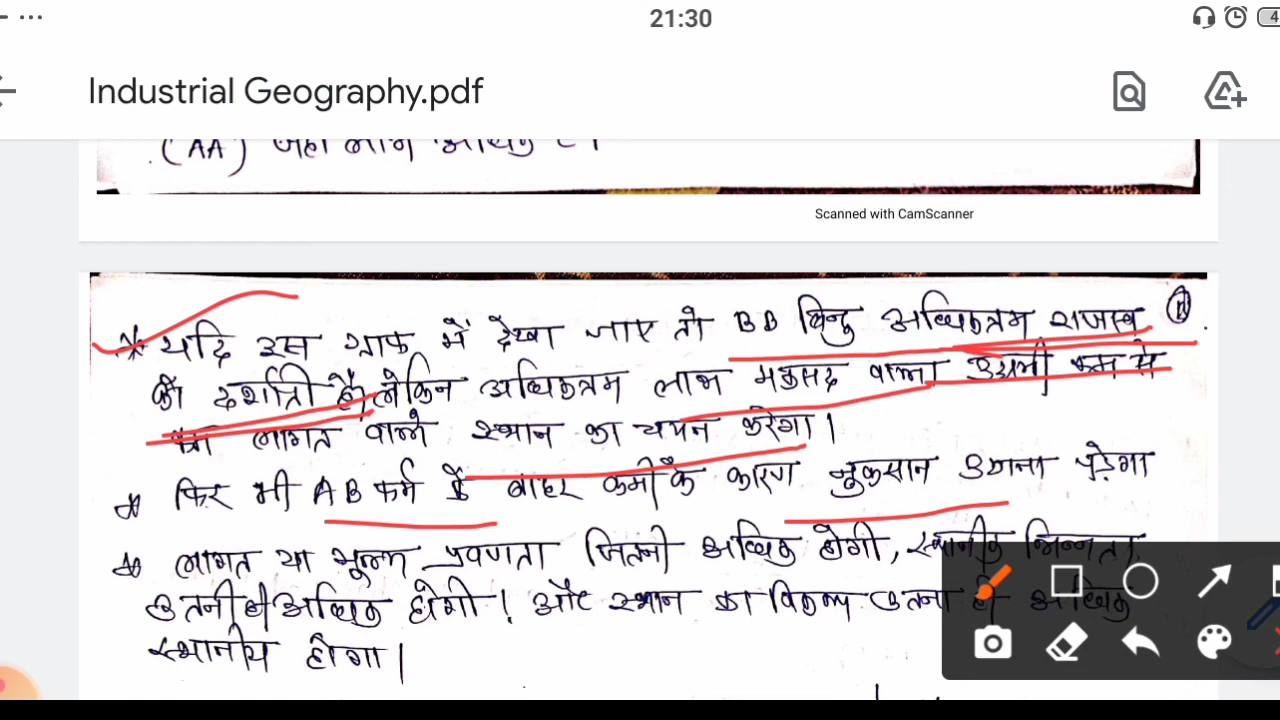 21:30
Industrial Geography.pdf
(AA) जहां लाभ अधिक है।
Scanned with CamScanner
* यदि इस ग्राफ में देखा जाए तो BB बिन्दु अधिकतम राजस्व
को दर्शाती है लेकिन अधिकतम लाभ मकसद वाला उद्यमी कम से
लागत वाले स्थान का चयन करेगा।
* फिर भी AB फर्म के बाहर कमी के कारण नुकसान उठाना पड़ेगा
* लागत या मूल्य प्रवणता जितनी अधिक होगी, स्थानीय भिन्नता
उतनी ही अधिक होगी। और स्थान का विकल्प उतना ही अधिक
स्थानीय होगा।